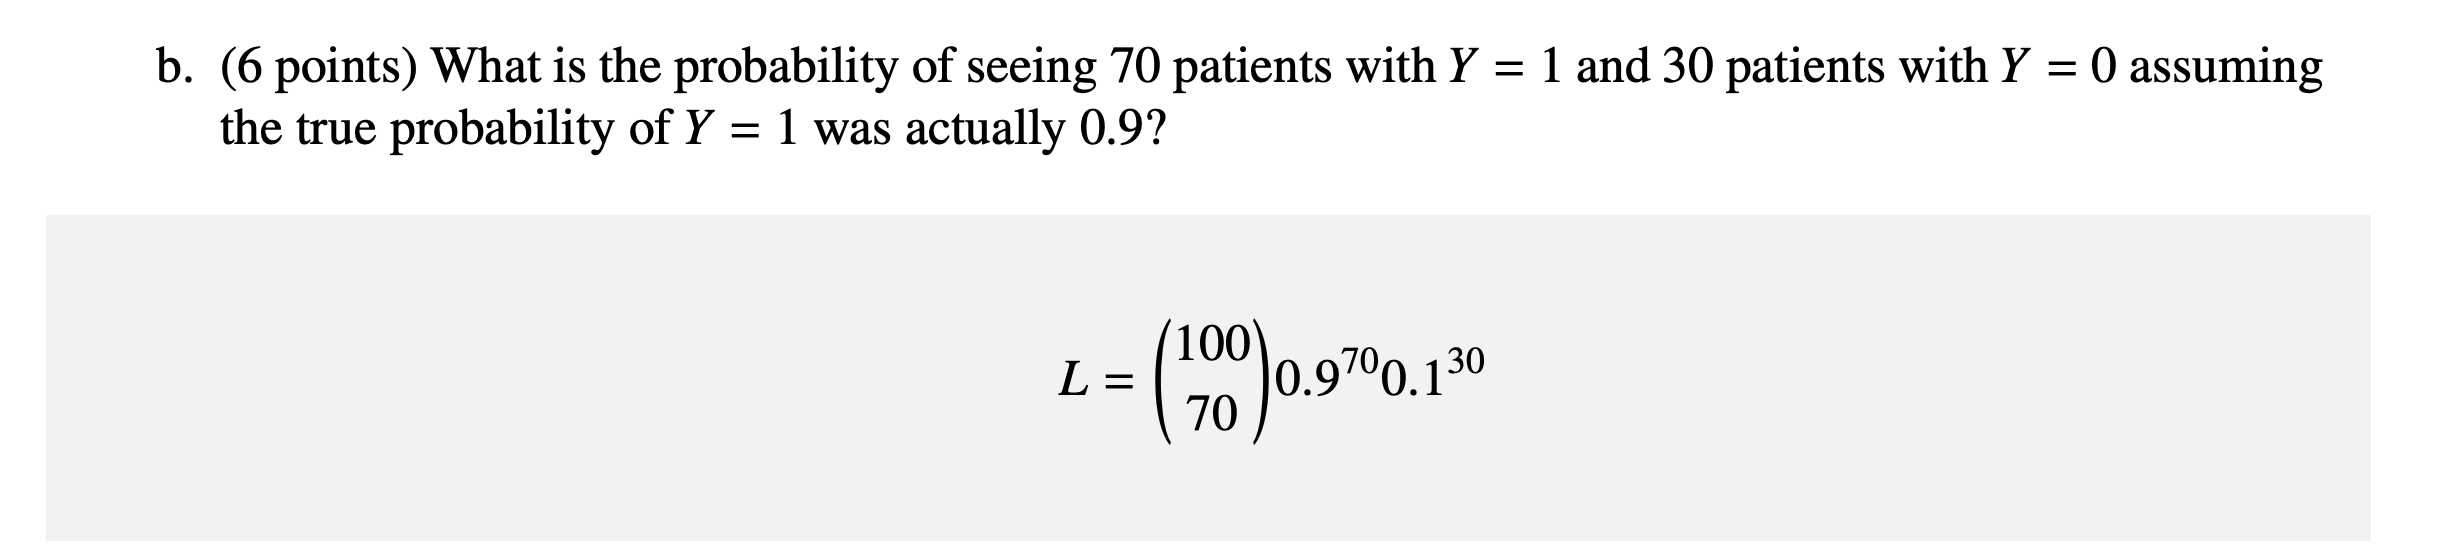 b. (6 points) What is the probability of seeing 70 patients with Y = 1 and 30 patients with Y = 0 assuming
the true probability of Y = 1 was actually 0.9?
L = \binom{100}{70} 0.9^{70} 0.1^{30}